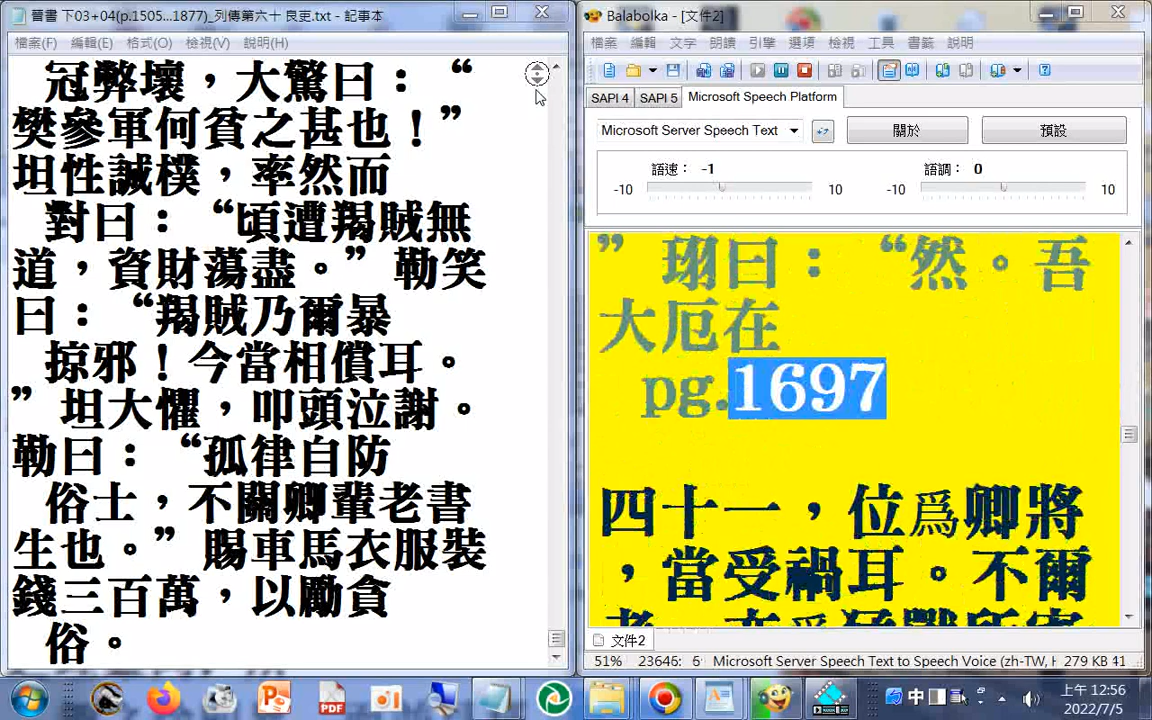 晉書 下03+04(p.1505...1877)_列傳第六十 良吏.txt - 記事本
檔案(F) 編輯(E) 格式(O) 檢視(V) 說明(H)
冠弊壞，大驚曰：“
樊參軍何貧之甚也！”
坦性誠樸，率然而
對曰：“頃遭羯賊無
道，資財蕩盡。”勒笑
曰：“羯賊乃爾暴
掠邪！今當相償耳。
”坦大懼，叩頭泣謝。
勒曰：“孤律自防
俗士，不關卿輩老書
生也。”賜車馬衣服裝
錢三百萬，以勵貪
俗。
Balabolka - [文件2]
檔案 編輯 文字 朗讀 引擎 選項 檢視 工具 書籤 說明
SAPI 4 SAPI 5 Microsoft Speech Platform
Microsoft Server Speech Text 關於 預設
語速： -1 語調： 0
-10 10 -10 10
”珝曰：“然。吾
大厄在
pg.1697
四十一，位爲卿將
，當受禍耳。不爾
文件2
51% 23646: 6 Microsoft Server Speech Text to Speech Voice (zh-TW, H 279 KB 41
PDF
中
上午 12:56
2022/7/5